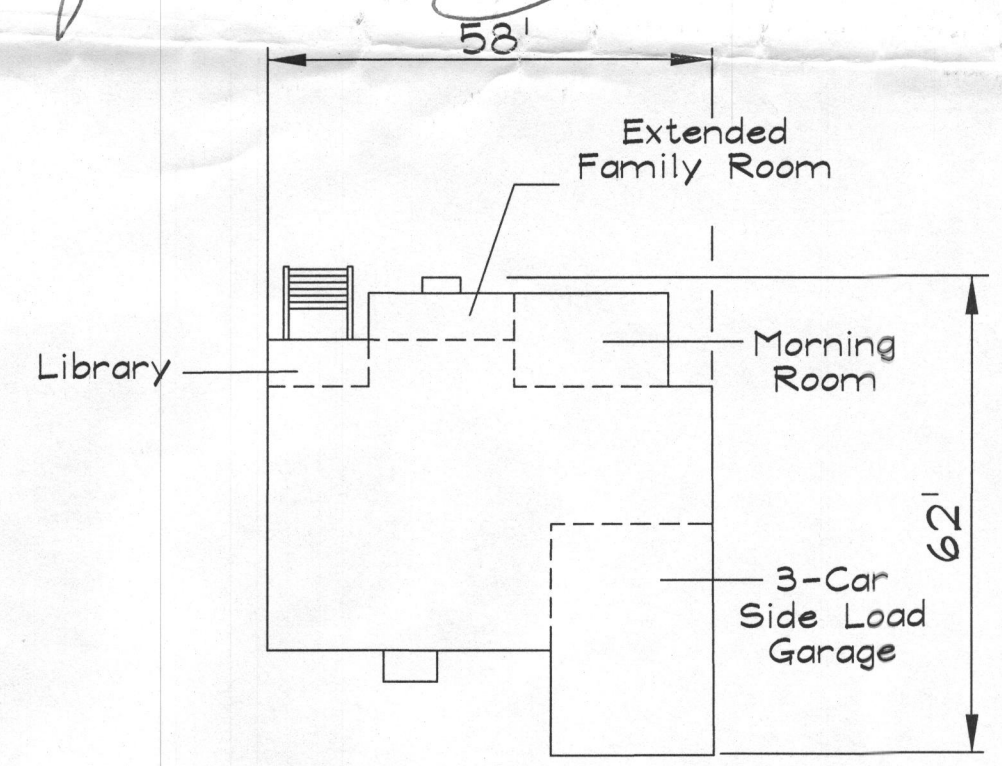 58'
Extended
Family Room
Library
Morning
Room
62'
3-Car
Side Load
Garage